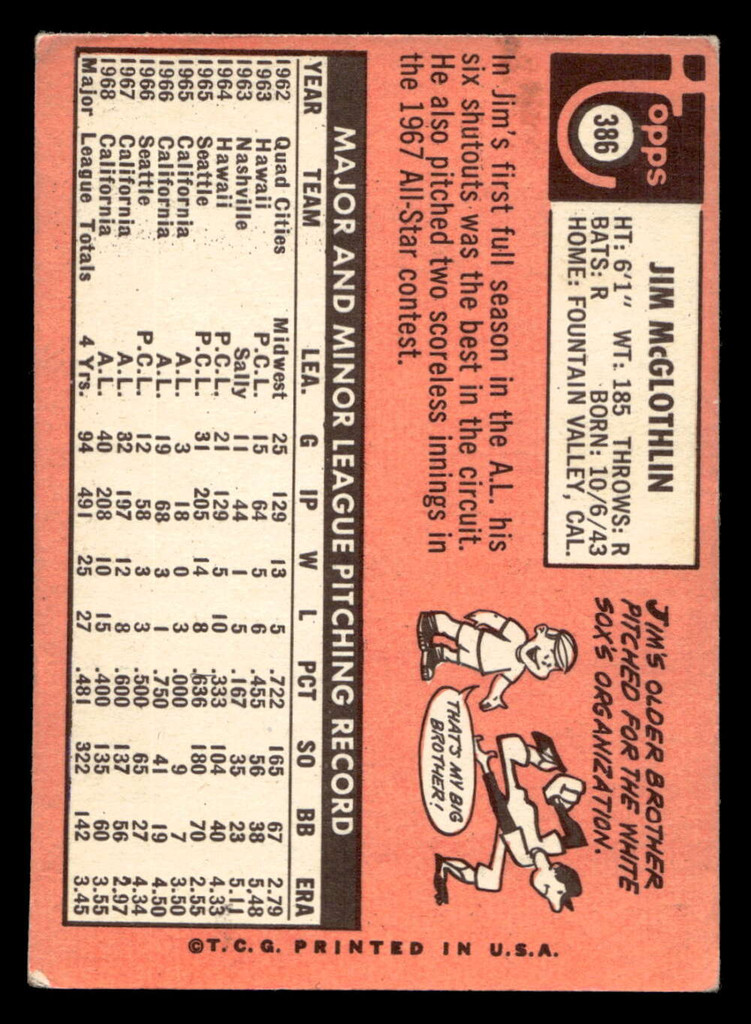 Topps
386
JIM McGLOTHLIN
HT: 6'1" WT: 185 THROWS: R
BATS: R BORN: 10/6/43
HOME: FOUNTAIN VALLEY, CAL.
In Jim's first full season in the A.L. his
six shutouts was the best in the circuit.
He also pitched two scoreless innings in
the 1967 All-Star contest.
JIM'S OLDER BROTHER
PITCHED FOR THE WHITE
SOX'S ORGANIZATION.
THAT'S MY BIG
BROTHER!
MAJOR AND MINOR LEAGUE PITCHING RECORD
YEAR TEAM LEA. G IP W L PCT SO BB ERA
1962 Quad Cities Midwest 25 129 13 5 .722 165 67 2.79
1963 Hawaii P.C.L. 15 64 5 6 .455 56 38 5.48
1963 Nashville Sally 11 44 1 5 .167 35 23 5.11
1964 Hawaii P.C.L. 21 129 5 10 .333 104 40 4.33
1965 Seattle P.C.L. 31 205 14 8 .636 180 70 2.55
1965 California A.L. 3 18 0 3 .000 9 7 3.50
1966 California A.L. 19 68 3 1 .750 41 19 4.50
1966 Seattle P.C.L. 12 58 3 3 .500 65 27 4.34
1967 California A.L. 32 197 12 8 .600 137 56 2.97
1968 California A.L. 40 208 10 15 .400 135 60 3.55
Major League Totals 4 Yrs. 94 491 25 27 .481 322 142 3.45
©T.C.G. PRINTED IN U.S.A.